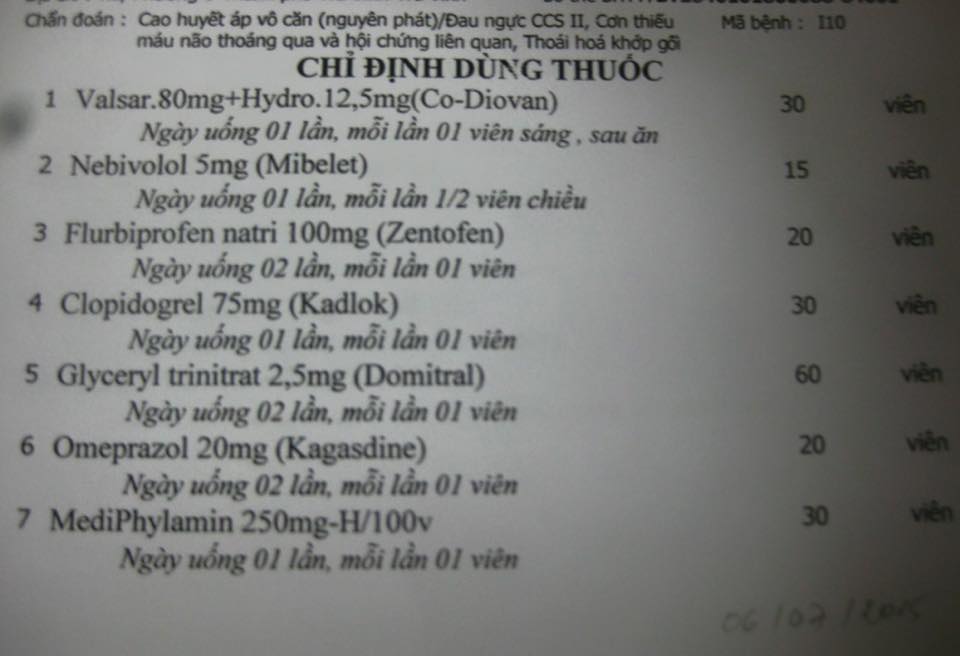 Chẩn đoán : Cao huyết áp vô căn (nguyên phát)/Đau ngực CCS II, Cơn thiếu Mã bệnh : I10
máu não thoáng qua và hội chứng liên quan, Thoái hoá khớp gối
CHỈ ĐỊNH DÙNG THUỐC
1 Valsar.80mg+Hydro.12,5mg(Co-Diovan) 30 viên
Ngày uống 01 lần, mỗi lần 01 viên sáng , sau ăn
2 Nebivolol 5mg (Mibelet) 15 viên
Ngày uống 01 lần, mỗi lần 1/2 viên chiều
3 Flurbiprofen natri 100mg (Zentofen) 20 viên
Ngày uống 02 lần, mỗi lần 01 viên
4 Clopidogrel 75mg (Kadlok) 30 viên
Ngày uống 01 lần, mỗi lần 01 viên
5 Glyceryl trinitrat 2,5mg (Domitral) 60 viên
Ngày uống 02 lần, mỗi lần 01 viên
6 Omeprazol 20mg (Kagasdine) 20 viên
Ngày uống 02 lần, mỗi lần 01 viên
7 MediPhylamin 250mg-H/100v 30 viên
Ngày uống 01 lần, mỗi lần 01 viên
06/07/2015